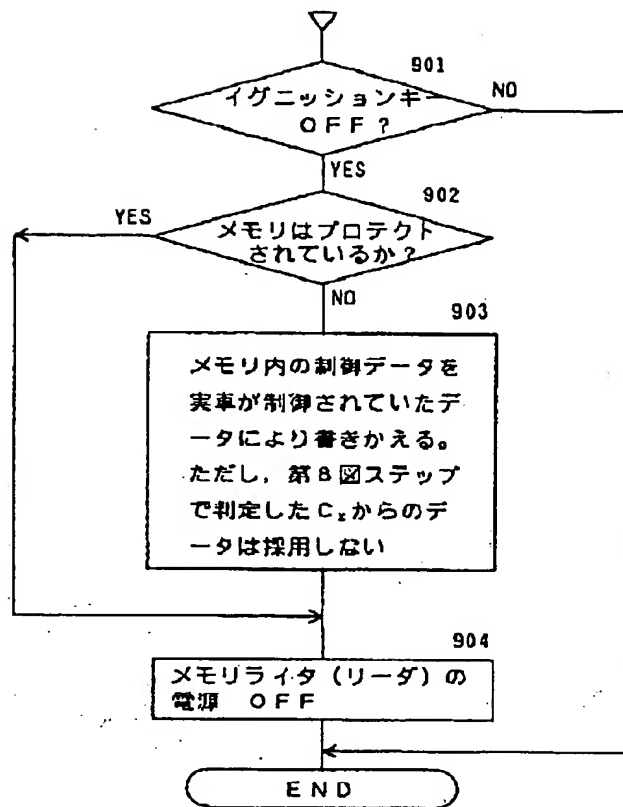 901
イグニッションキー
OFF?
NO
YES
902
YES
メモリはプロテクト
されているか?
NO
903
メモリ内の制御データを
実車が制御されていたデ
ータにより書きかえる。
ただし,第8図ステップ
で判定したCxからのデ
ータは採用しない
904
メモリライタ(リーダ)の
電源 OFF
END